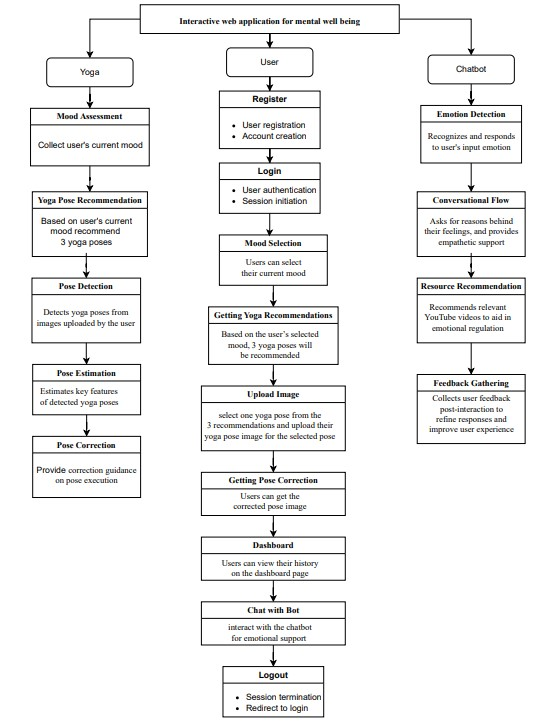 Interactive web application for mental well being
Yoga
Mood Assessment
Collect user's current mood
Yoga Pose Recommendation
Based on user's current
mood recommend
3 yoga poses
Pose Detection
Detects yoga poses from
images uploaded by the user
Pose Estimation
Estimates key features
of detected yoga poses
Pose Correction
Provide correction guidance
on pose execution
User
Register
• User registration
• Account creation
Login
• User authentication
• Session initiation
Mood Selection
Users can select
their current mood
Getting Yoga Recommendations
Based on the user's selected
mood, 3 yoga poses will
be recommended
Upload Image
select one yoga pose from the
3 recommendations and upload their
yoga pose image for the selected pose
Getting Pose Correction
Users can get the
corrected pose image
Dashboard
Users can view their history
on the dashboard page
Chat with Bot
interact with the chatbot
for emotional support
Logout
• Session termination
• Redirect to login
Chatbot
Emotion Detection
Recognizes and responds
to user's input emotion
Conversational Flow
Asks for reasons behind
their feelings, and provides
empathetic support
Resource Recommendation
Recommends relevant
YouTube videos to aid in
emotional regulation
Feedback Gathering
Collects user feedback
post-interaction to
refine responses and
improve user experience